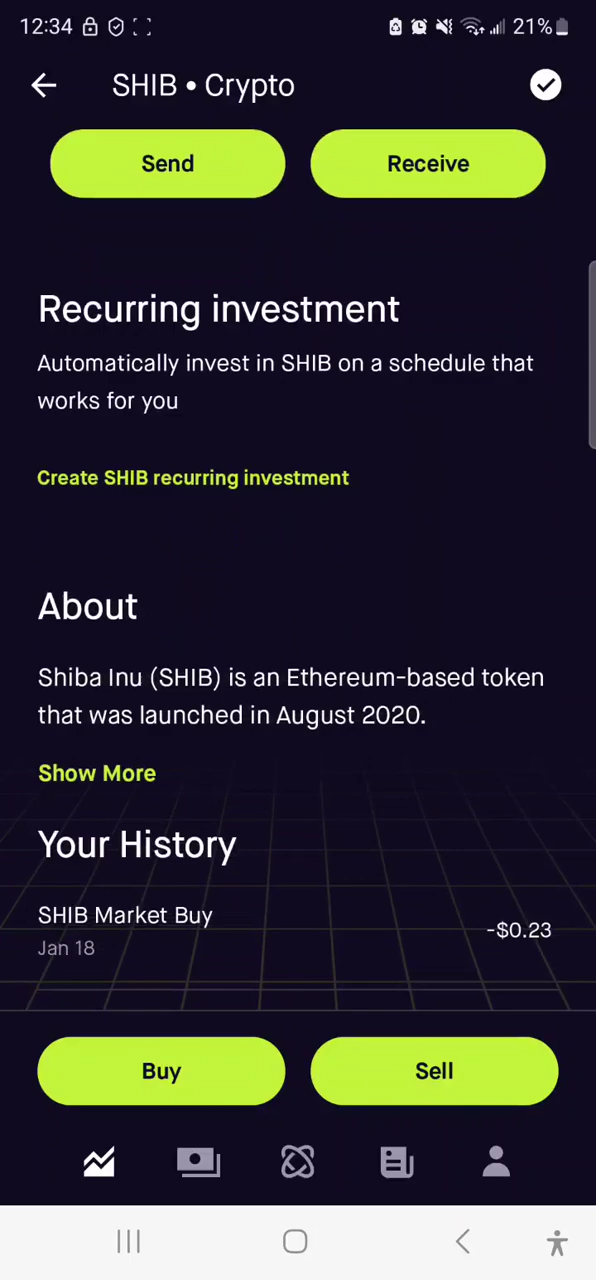 12:34 21%
SHIB • Crypto
Send Receive
Recurring investment
Automatically invest in SHIB on a schedule that
works for you
Create SHIB recurring investment
About
Shiba Inu (SHIB) is an Ethereum-based token
that was launched in August 2020.
Show More
Your History
SHIB Market Buy
-$0.23
Jan 18
Buy Sell